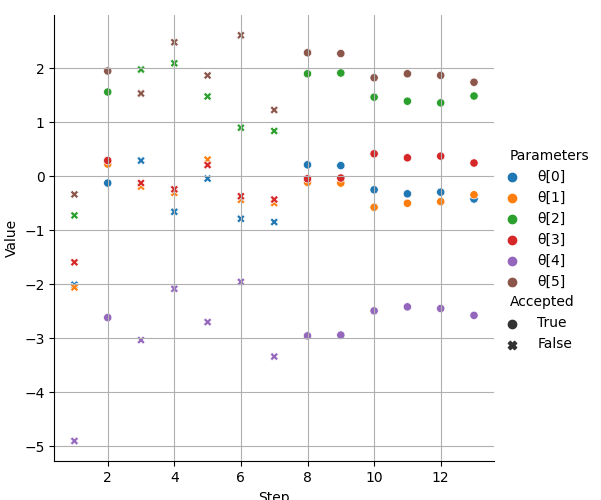 2
1
0
−1
−2
−3
−4
−5
Value
2
4
6
8
10
12
Step
Parameters
θ[0]
θ[1]
θ[2]
θ[3]
θ[4]
θ[5]
Accepted
True
False